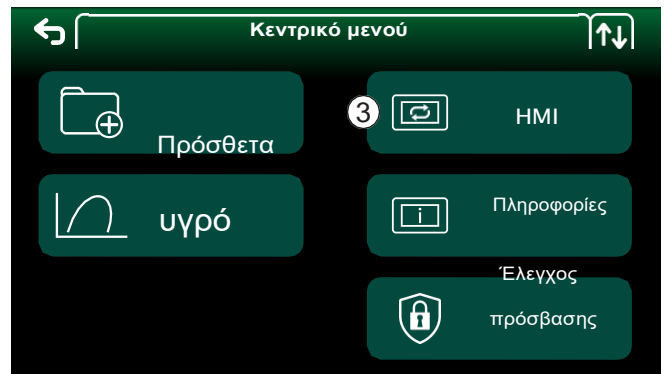 Κεντρικό μενού
Πρόσθετα
3
HMI
υγρό
i
Πληροφορίες
Έλεγχος
πρόσβασης